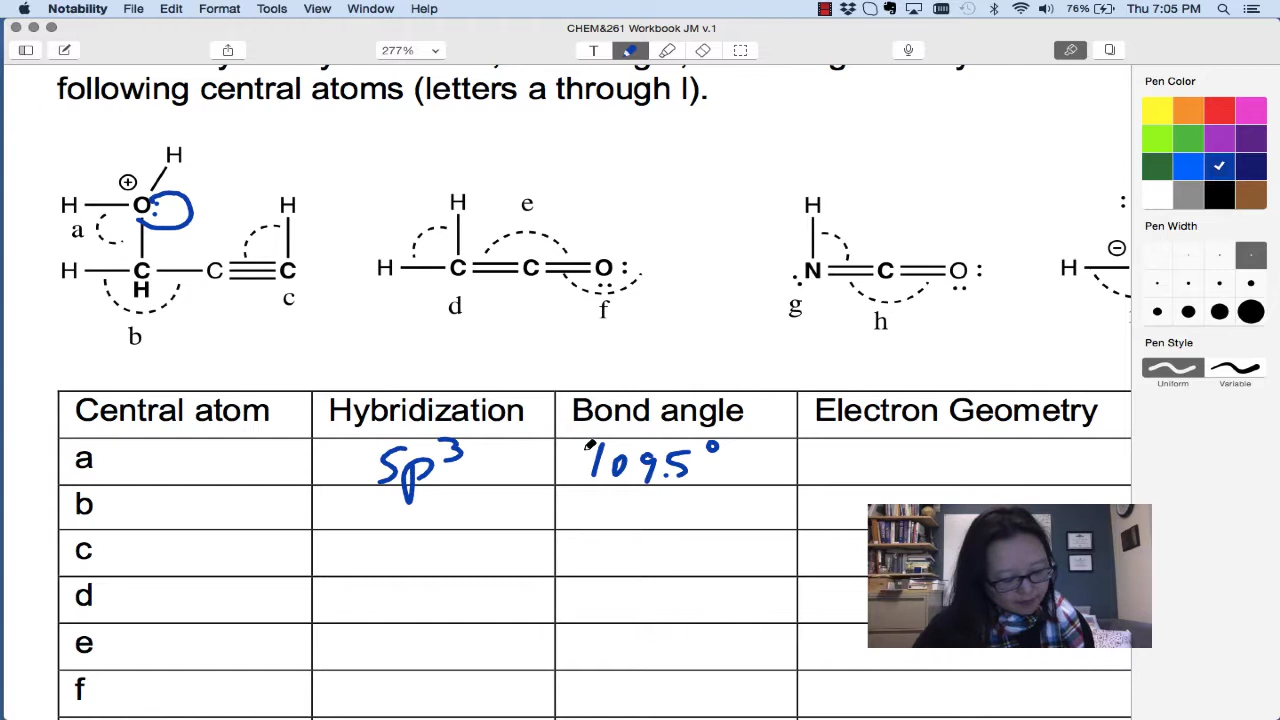 Notability File Edit Format Tools View Window Help 76% Thu 7:05 PM
CHEM&261 Workbook JM v.1
277% T
following central atoms (letters a through l).
Pen Color
Pen Width
Pen Style
Uniform Variable
H
⊕
H O: H
a
H C C≡C
H
b c
H e
H C=C=O:
d f
H
N=C=O:
g h
:
⊖
H
Central atom Hybridization Bond angle Electron Geometry
a sp³ 109.5°
b
c
d
e
f